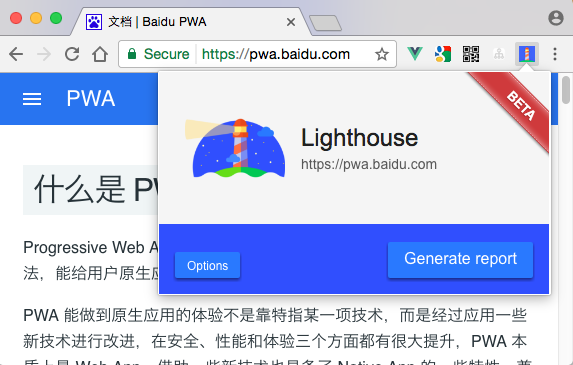 文档 | Baidu PWA
Secure https://pwa.baidu.com
PWA
BETA
Lighthouse
https://pwa.baidu.com
什么是 PW
Options
Generate report
Progressive Web A
法，能给用户原生应
PWA 能做到原生应用的体验不是靠特指某一项技术，而是经过应用一些
新技术进行改进，在安全、性能和体验三个方面都有很大提升，PWA 本
质上是 Web App，借助一些新技术也具备了 Native App 的一些特性，兼